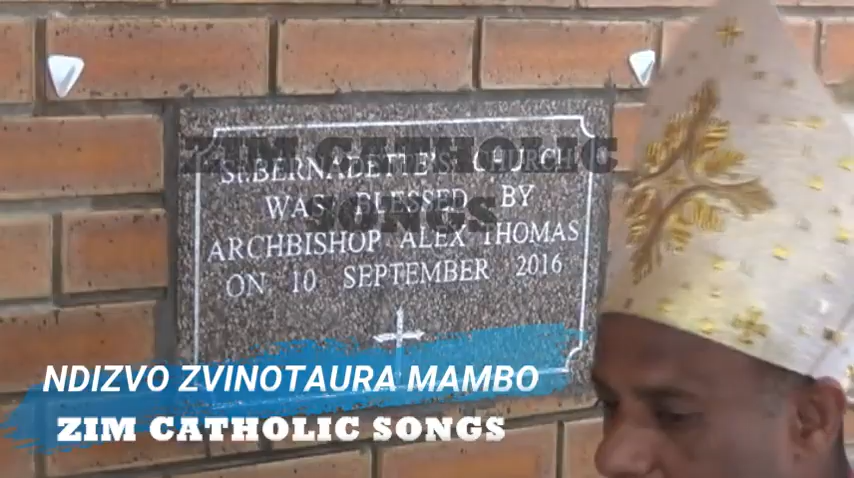 ZIM CATHOLIC
SONGS
St.BERNADETTE'S CHURCH
WAS BLESSED BY
ARCHBISHOP ALEX THOMAS
ON 10 SEPTEMBER 2016
NDIZVO ZVINOTAURA MAMBO
ZIM CATHOLIC SONGS